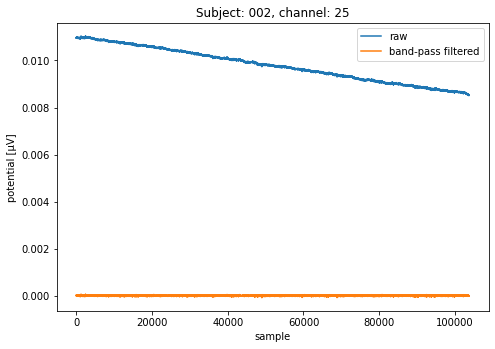 Subject: 002, channel: 25
raw
band-pass filtered
potential [µV]
0.010
0.008
0.006
0.004
0.002
0.000
0
20000
40000
60000
80000
100000
sample